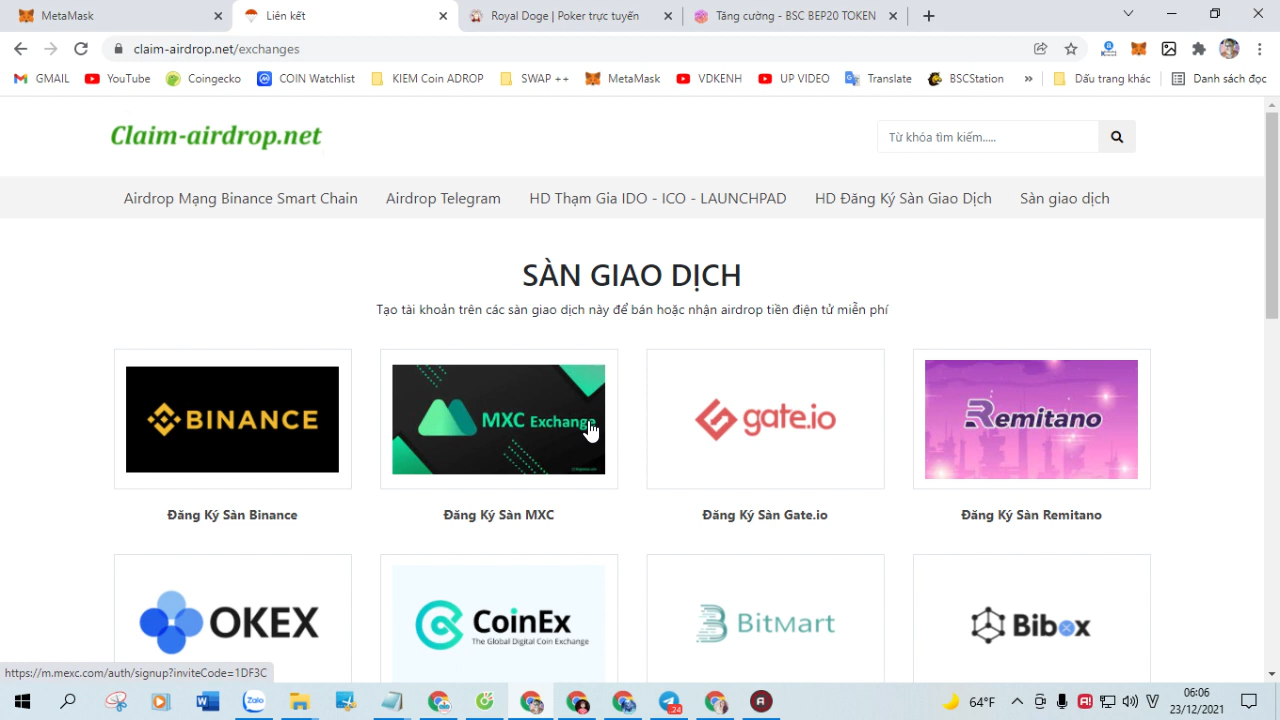 MetaMask
Liên kết
Royal Doge | Poker trực tuyến
Tăng cường - BSC BEP20 TOKEN
claim-airdrop.net/exchanges
GMAIL
YouTube
Coingecko
COIN Watchlist
KIEM Coin ADROP
SWAP ++
MetaMask
VDKENH
UP VIDEO
Translate
BSCStation
»
Dấu trang khác
Danh sách đọc
Claim-airdrop.net
Từ khóa tìm kiếm.....
Airdrop Mạng Binance Smart Chain
Airdrop Telegram
HD Thạm Gia IDO - ICO - LAUNCHPAD
HD Đăng Ký Sàn Giao Dịch
Sàn giao dịch
SÀN GIAO DỊCH
Tạo tài khoản trên các sàn giao dịch này để bán hoặc nhận airdrop tiền điện tử miễn phí
BINANCE
MXC Exchange
gate.io
Remitano
Đăng Ký Sàn Binance
Đăng Ký Sàn MXC
Đăng Ký Sàn Gate.io
Đăng Ký Sàn Remitano
OKEX
CoinEx
The Global Digital Coin Exchange
BitMart
Bibox
https://m.mexc.com/auth/signup?inviteCode=1DF3C
Zalo
24
64°F
06:06
23/12/2021